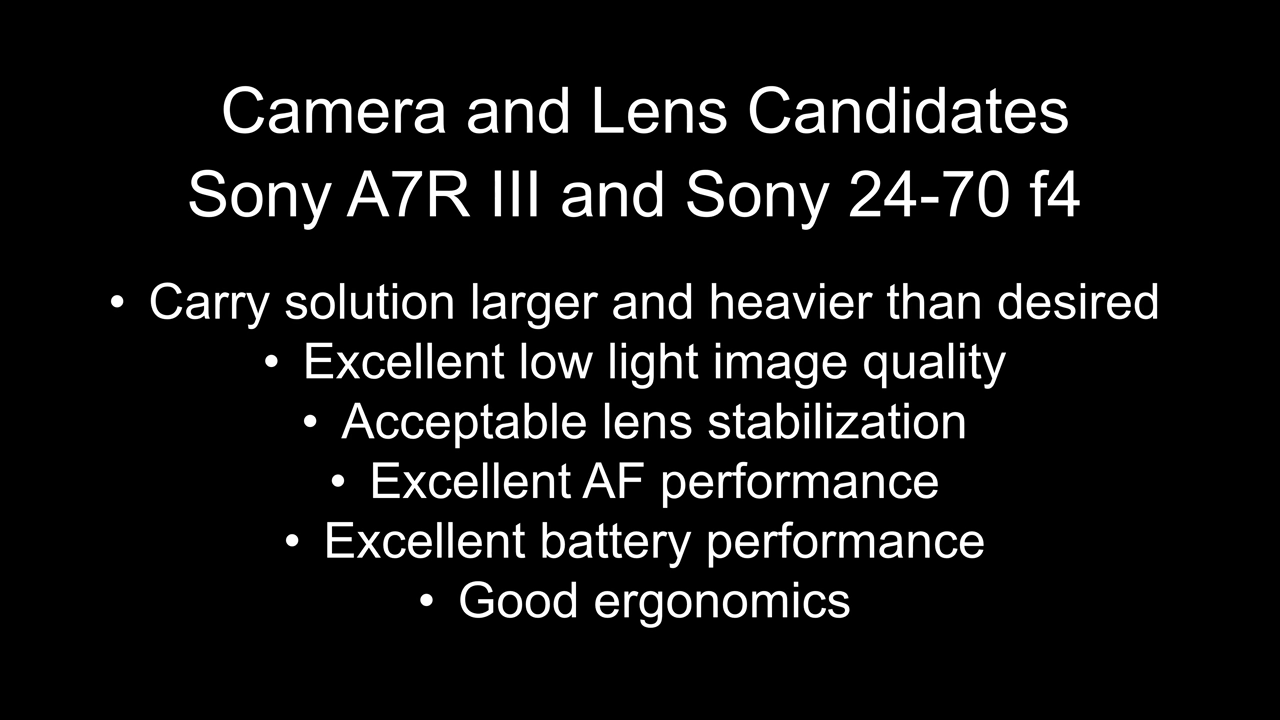 Camera and Lens Candidates
Sony A7R III and Sony 24-70 f4
• Carry solution larger and heavier than desired
• Excellent low light image quality
• Acceptable lens stabilization
• Excellent AF performance
• Excellent battery performance
• Good ergonomics